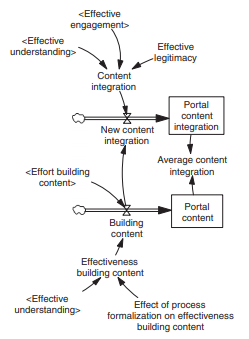 <Effective
engagement>
<Effective
understanding>
Effective
legitimacy
Content
integration
Portal
content
integration
New content
integration
Average content
integration
<Effort building
content>
Portal
content
Building
content
Effectiveness
building content
<Effective
understanding>
Effect of process
formalization on effectiveness
building content